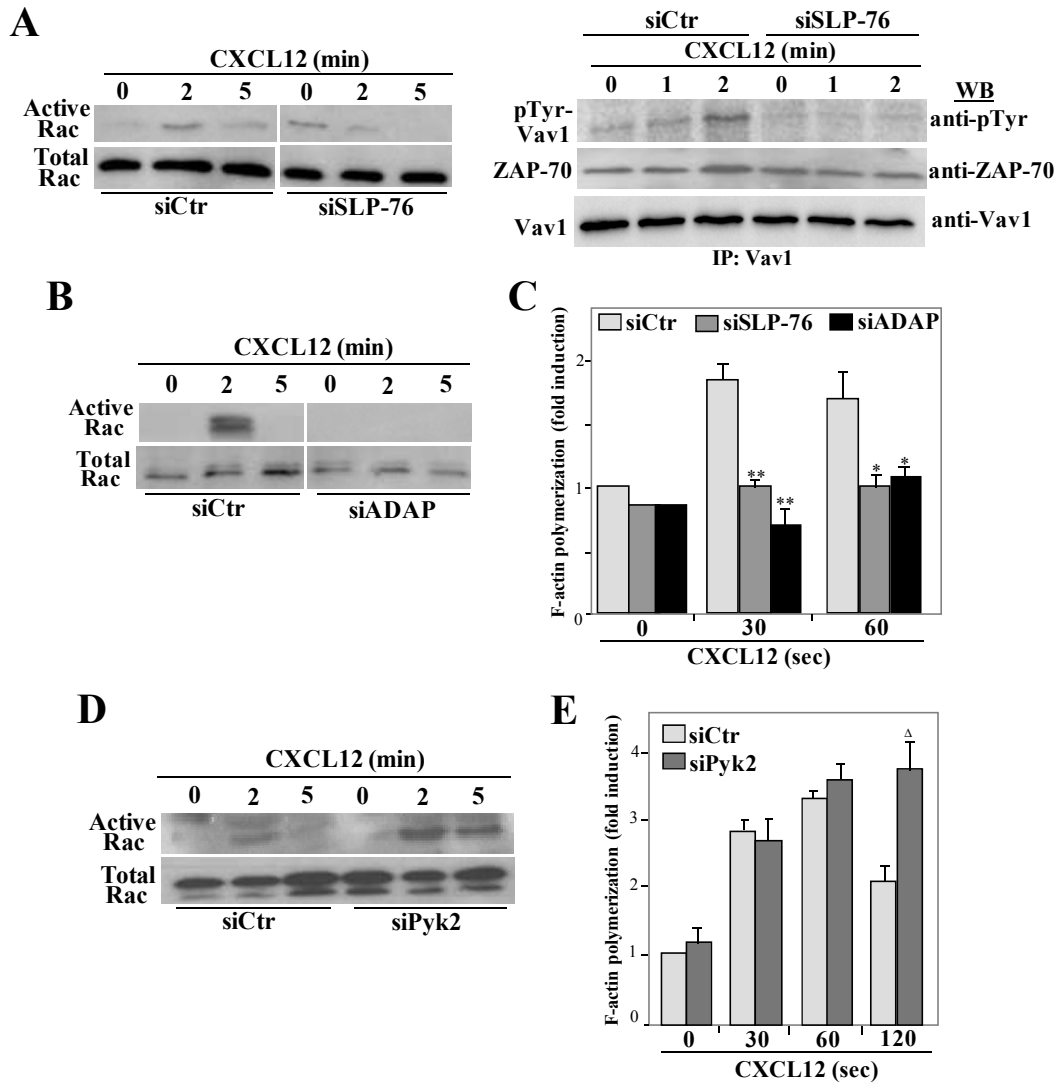 A
CXCL12 (min)
0 2 5 0 2 5
Active
Rac
Total
Rac
siCtr siSLP-76
siCtr siSLP-76
CXCL12 (min)
0 1 2 0 1 2 WB
pTyr-
Vav1
anti-pTyr
ZAP-70 anti-ZAP-70
Vav1 anti-Vav1
IP: Vav1
B
CXCL12 (min)
0 2 5 0 2 5
Active
Rac
Total
Rac
siCtr siADAP
C
siCtr siSLP-76 siADAP
F-actin polymerization (fold induction)
2
1
0
** ** * *
0 30 60
CXCL12 (sec)
D
CXCL12 (min)
0 2 5 0 2 5
Active
Rac
Total
Rac
siCtr siPyk2
E
siCtr
siPyk2
F-actin polymerization (fold induction)
4
3
2
1
0
Δ
0 30 60 120
CXCL12 (sec)